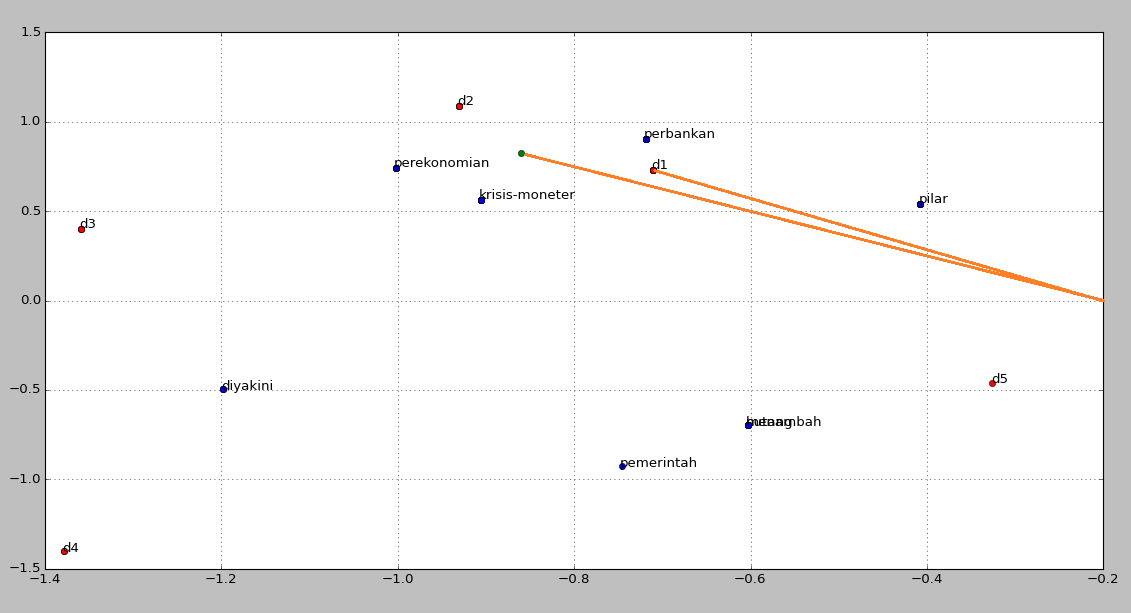 1.5
d2
1.0
perbankan
perekonomian
d1
krisis-moneter
0.5
pilar
d3
0.0
d5
diyakini
−0.5
pemerintah
−1.0
d4
−1.5
−1.4
−1.2
−1.0
−0.8
−0.6
−0.4
−0.2